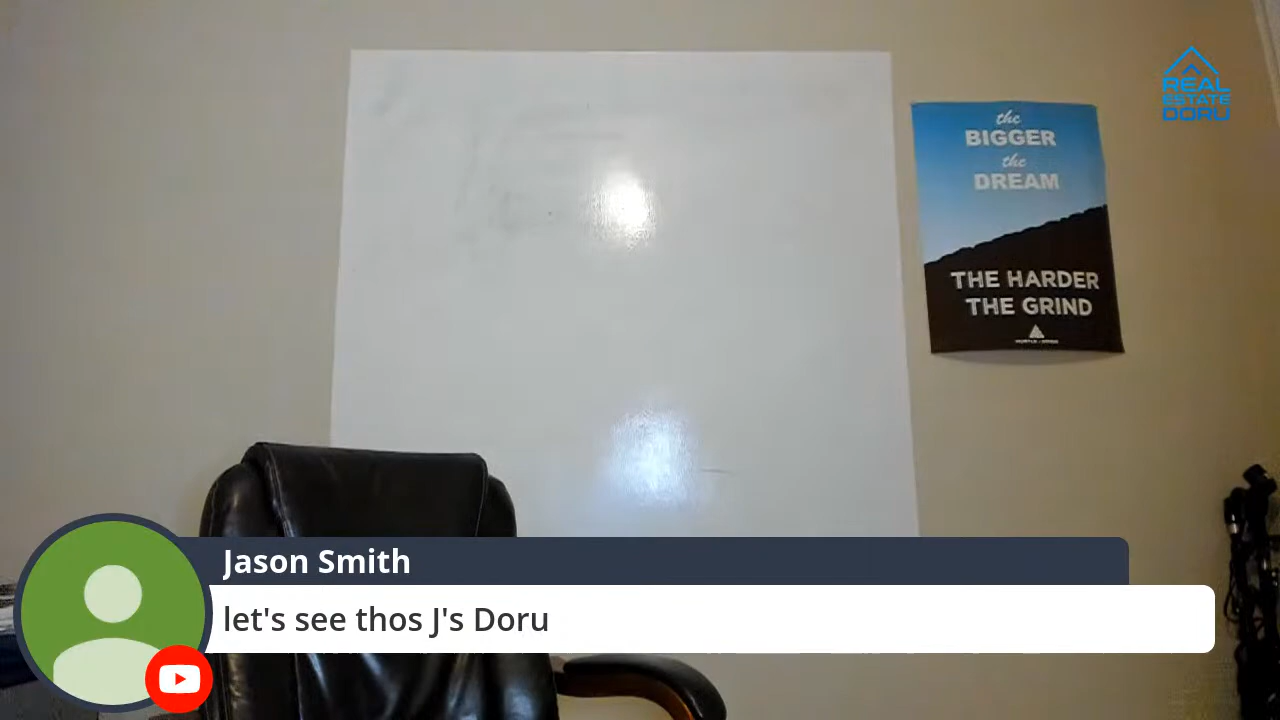 REAL
ESTATE
DORU
the
BIGGER
the
DREAM
THE HARDER
THE GRIND
Jason Smith
let's see thos J's Doru